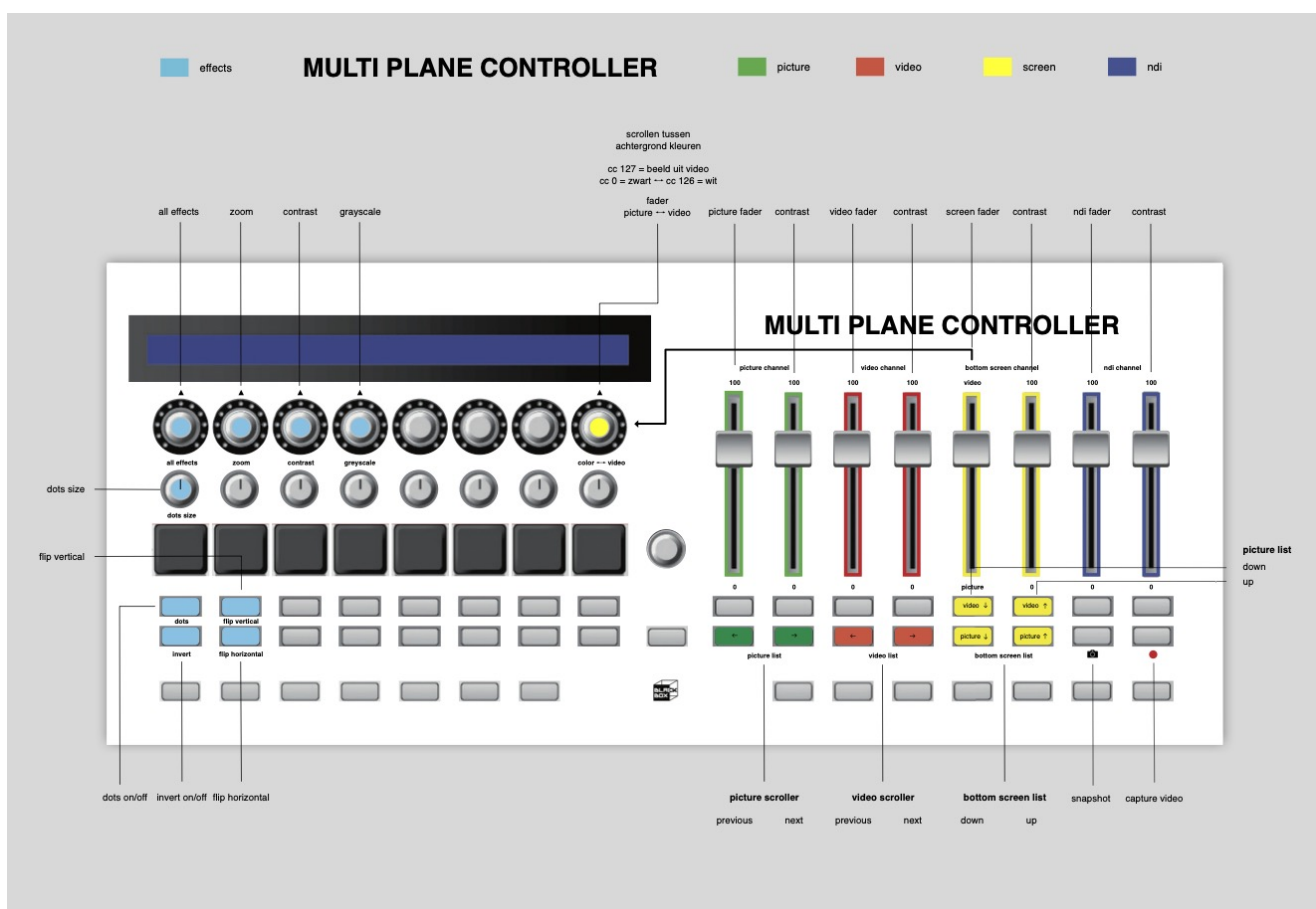 effects
MULTI PLANE CONTROLLER
picture
video
screen
ndi
scrollen tussen
achtergrond kleuren
cc 127 = beeld uit video
cc 0 = zwart ↔ cc 126 = wit
fader
picture ↔ video
all effects
zoom
contrast
grayscale
picture fader
contrast
video fader
contrast
screen fader
contrast
ndi fader
contrast
MULTI PLANE CONTROLLER
picture channel
video channel
bottom screen channel
ndi channel
100
100
100
100
video
100
100
100
all effects
zoom
contrast
greyscale
color ↔ video
dots size
dots size
flip vertical
picture list
down
up
0
0
0
0
picture
0
0
0
video ↓
video ↑
dots
flip vertical
←
→
←
→
picture ↓
picture ↑
invert
flip horizontal
picture list
video list
bottom screen list
BLACK
BOX
dots on/off
invert on/off
flip horizontal
picture scroller
video scroller
bottom screen list
snapshot
capture video
previous
next
previous
next
down
up